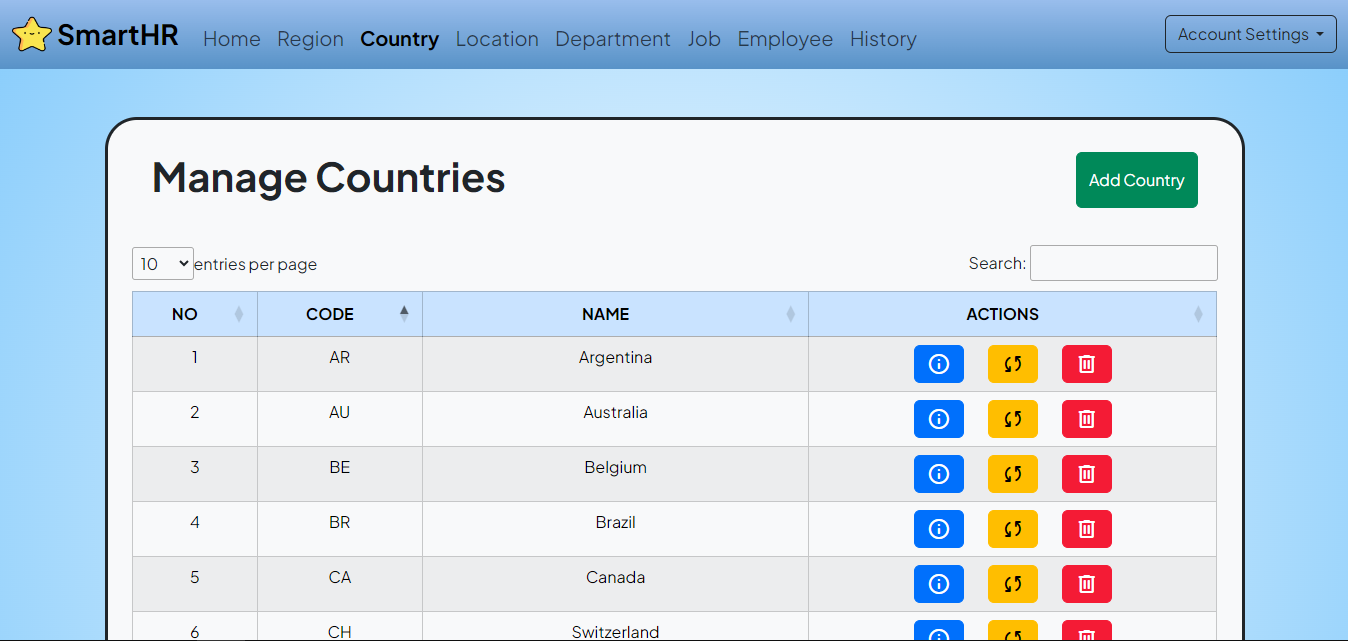 SmartHR Home Region Country Location Department Job Employee History Account Settings
Manage Countries
Add Country
10 entries per page Search:
NO CODE NAME ACTIONS
1 AR Argentina
2 AU Australia
3 BE Belgium
4 BR Brazil
5 CA Canada
6 CH Switzerland